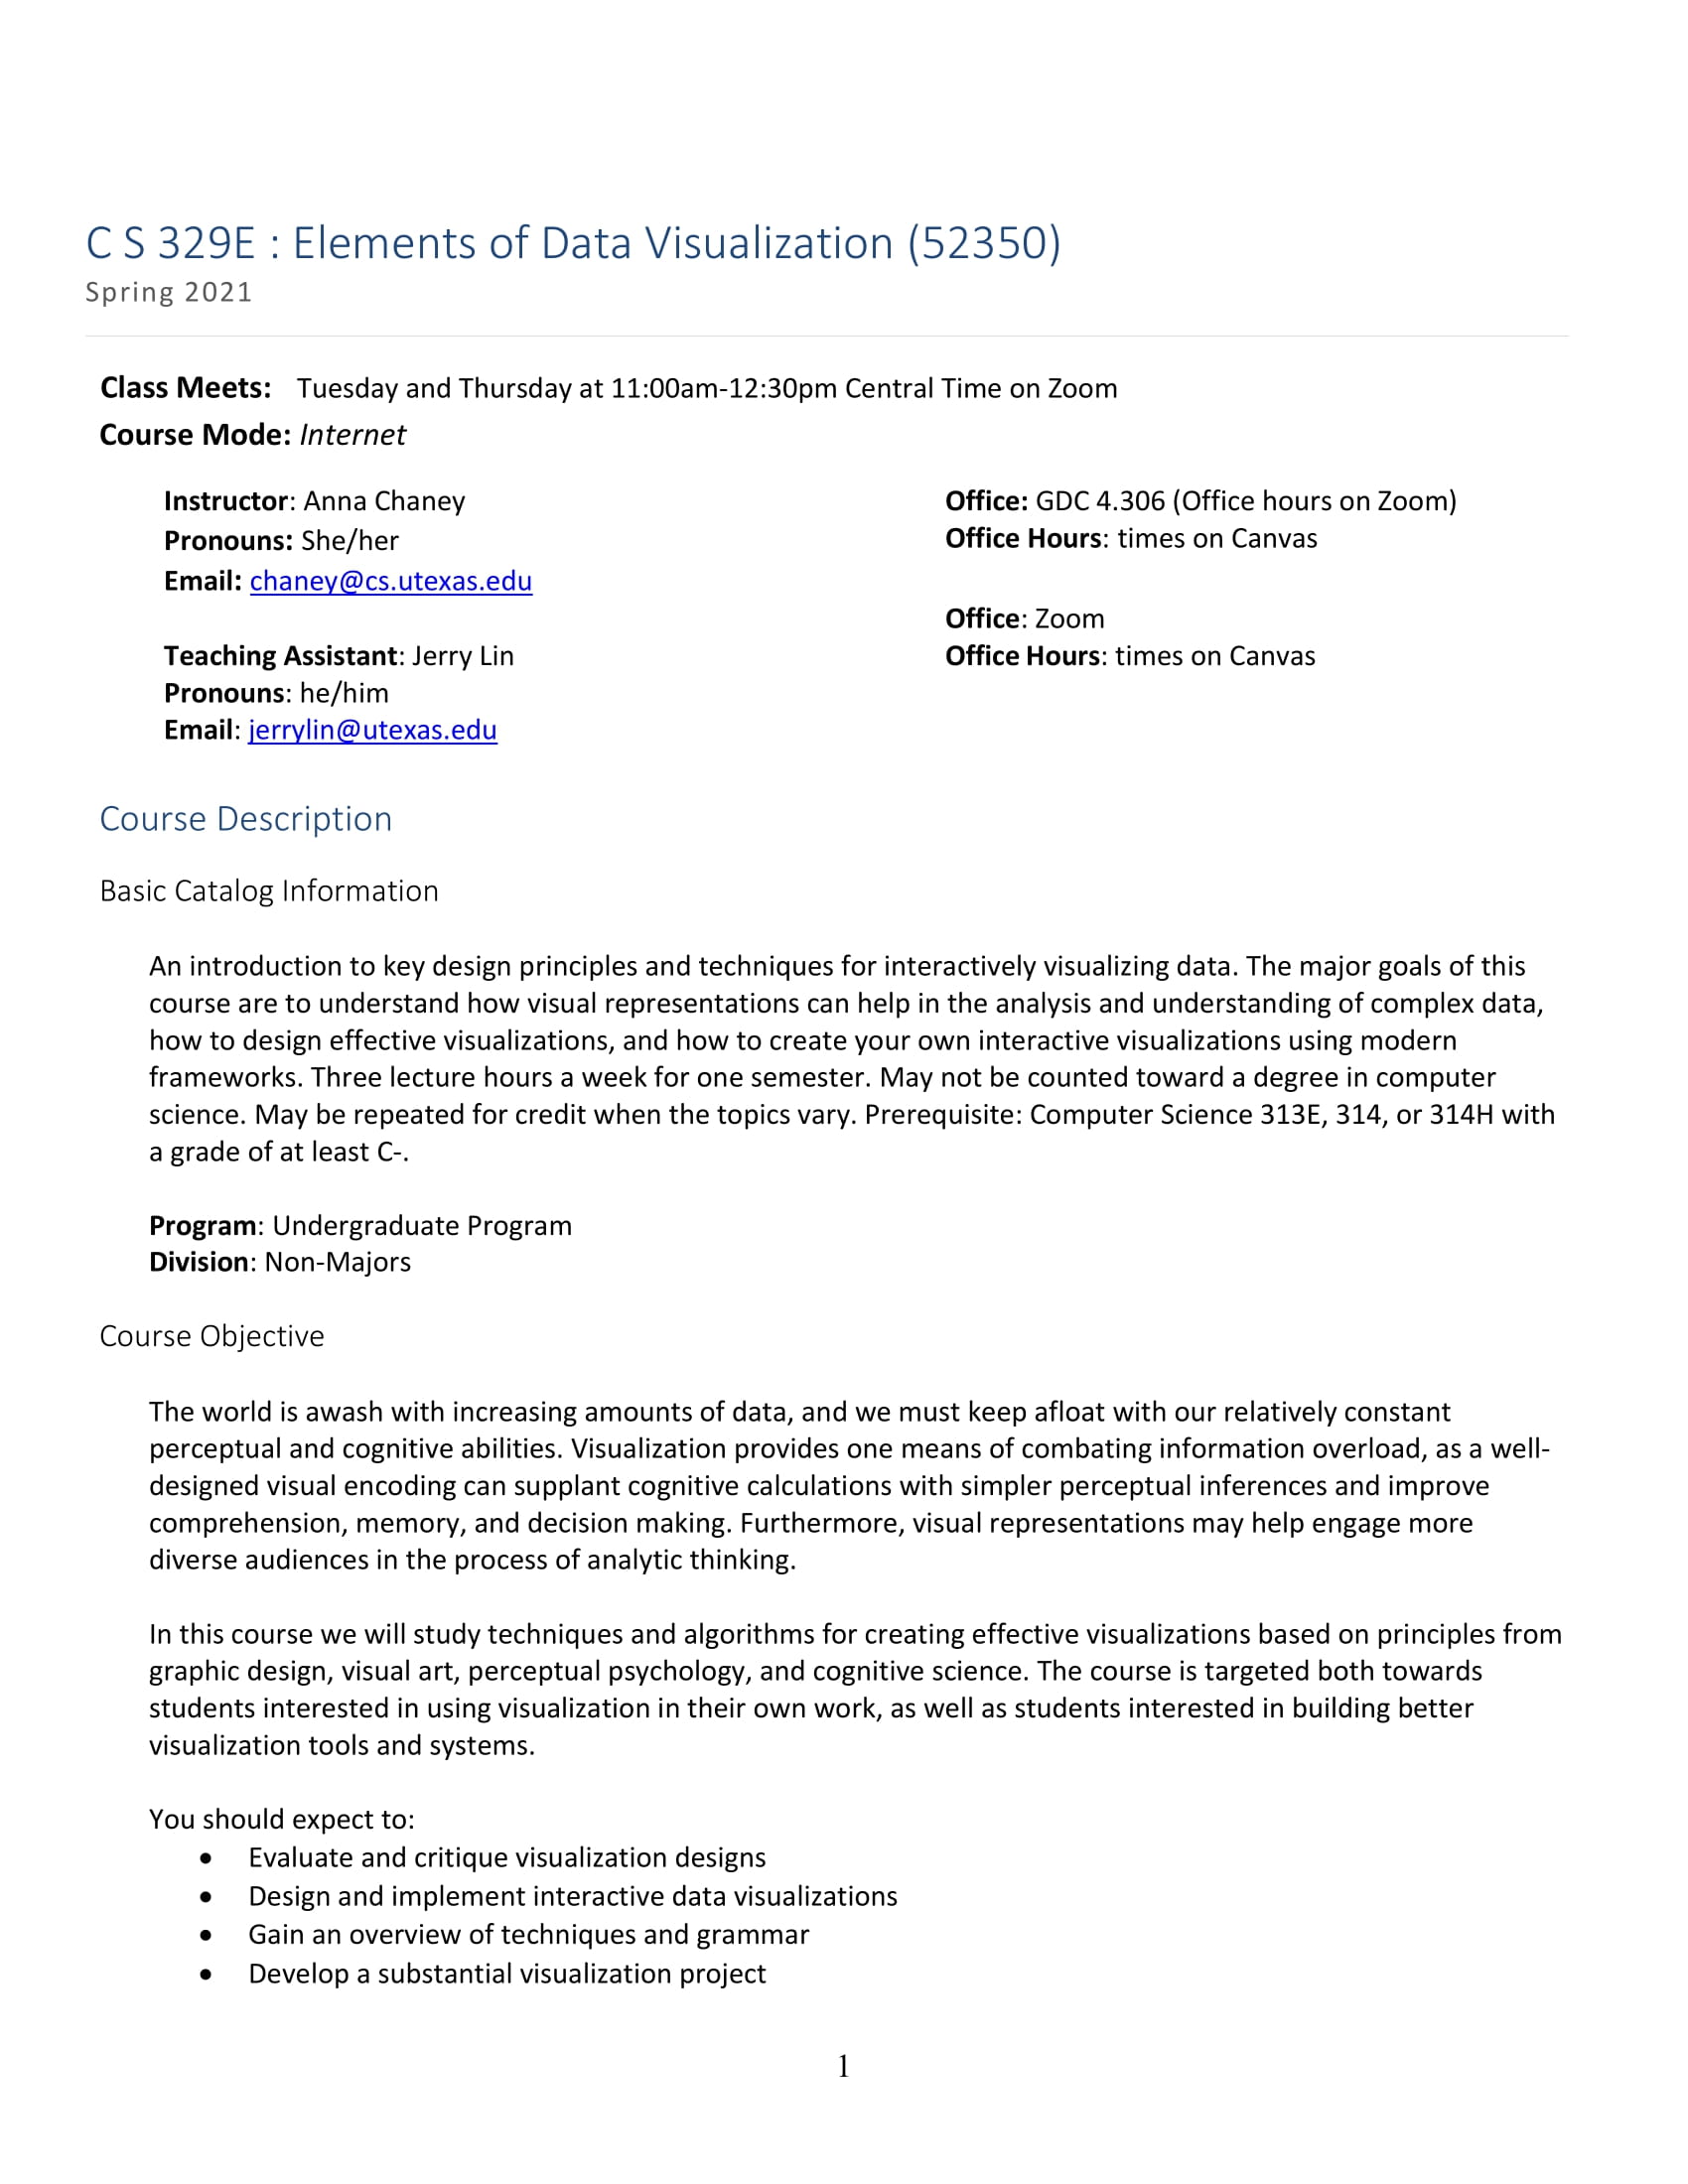 C S 329E : Elements of Data Visualization (52350)
Spring 2021
Class Meets: Tuesday and Thursday at 11:00am-12:30pm Central Time on Zoom
Course Mode: Internet
Instructor: Anna Chaney
Pronouns: She/her
Email: chaney@cs.utexas.edu
Office: GDC 4.306 (Office hours on Zoom)
Office Hours: times on Canvas
Teaching Assistant: Jerry Lin
Pronouns: he/him
Email: jerrylin@utexas.edu
Office: Zoom
Office Hours: times on Canvas
Course Description
Basic Catalog Information
An introduction to key design principles and techniques for interactively visualizing data. The major goals of this
course are to understand how visual representations can help in the analysis and understanding of complex data,
how to design effective visualizations, and how to create your own interactive visualizations using modern
frameworks. Three lecture hours a week for one semester. May not be counted toward a degree in computer
science. May be repeated for credit when the topics vary. Prerequisite: Computer Science 313E, 314, or 314H with
a grade of at least C-.
Program: Undergraduate Program
Division: Non-Majors
Course Objective
The world is awash with increasing amounts of data, and we must keep afloat with our relatively constant
perceptual and cognitive abilities. Visualization provides one means of combating information overload, as a well-
designed visual encoding can supplant cognitive calculations with simpler perceptual inferences and improve
comprehension, memory, and decision making. Furthermore, visual representations may help engage more
diverse audiences in the process of analytic thinking.
In this course we will study techniques and algorithms for creating effective visualizations based on principles from
graphic design, visual art, perceptual psychology, and cognitive science. The course is targeted both towards
students interested in using visualization in their own work, as well as students interested in building better
visualization tools and systems.
You should expect to:
• Evaluate and critique visualization designs
• Design and implement interactive data visualizations
• Gain an overview of techniques and grammar
• Develop a substantial visualization project
1